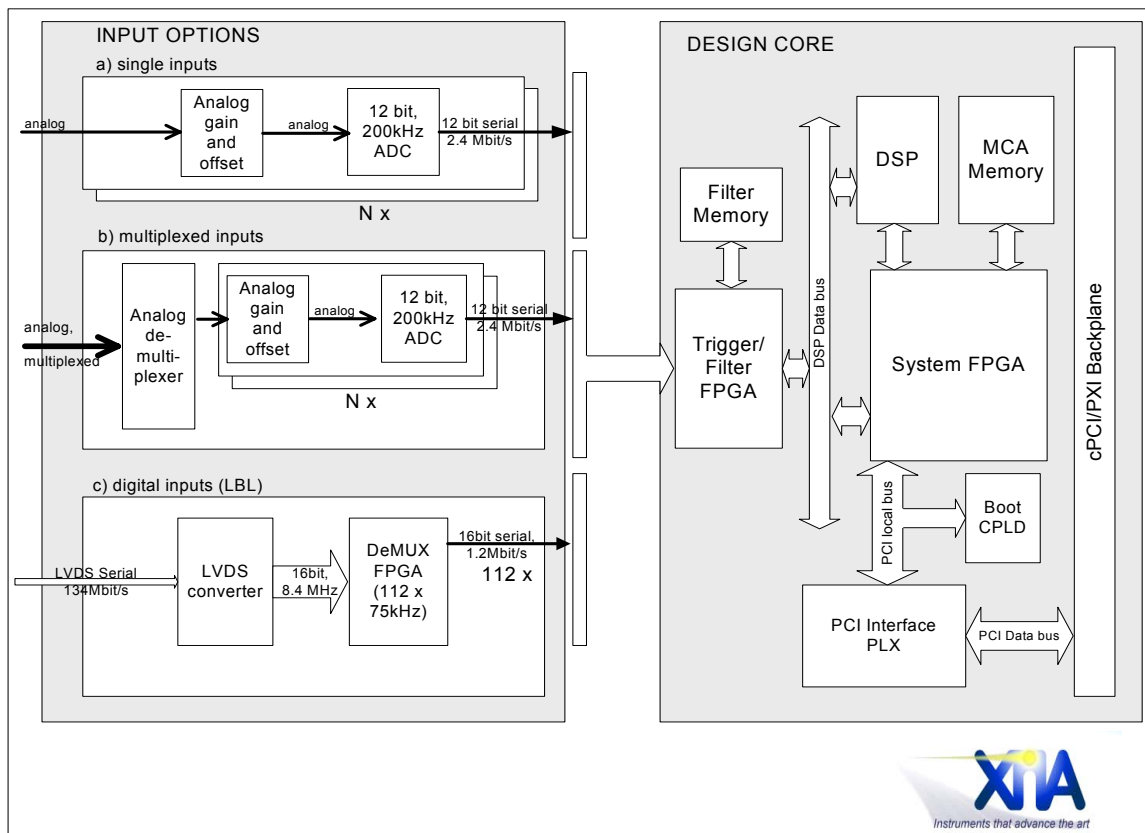 INPUT OPTIONS
a) single inputs
analog
Analog
gain
and
offset
analog
12 bit,
200kHz
ADC
12 bit serial
2.4 Mbit/s
N x
b) multiplexed inputs
analog,
multiplexed
Analog
de-
multi-
plexer
Analog
gain
and
offset
analog
12 bit,
200kHz
ADC
12 bit serial
2.4 Mbit/s
N x
c) digital inputs (LBL)
LVDS Serial
134Mbit/s
LVDS
converter
16bit,
8.4 MHz
DeMUX
FPGA
(112 x
75kHz)
16bit serial,
1.2Mbit/s
112 x
DESIGN CORE
Filter
Memory
Trigger/
Filter
FPGA
DSP Data bus
DSP
MCA
Memory
System FPGA
PCI local bus
Boot
CPLD
PCI Interface
PLX
PCI Data bus
cPCI/PXI Backplane
XIA
Instruments that advance the art